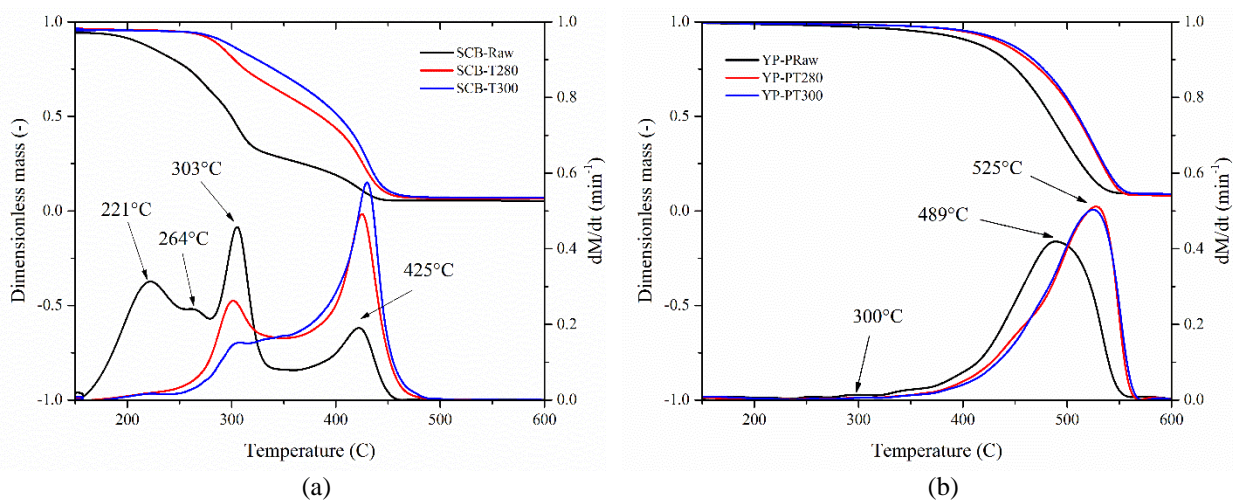 1.0
0.5
0.0
-0.5
-1.0
Dimensionless mass (-)
SCB-Raw
SCB-T280
SCB-T300
303°C
221°C
264°C
425°C
1.0
0.8
0.6
0.4
0.2
0.0
dM/dt (min⁻¹)
200 300 400 500 600
Temperature (C)
(a)
1.0
0.5
0.0
-0.5
-1.0
Dimensionless mass (-)
YP-PRaw
YP-PT280
YP-PT300
525°C
489°C
300°C
1.0
0.8
0.6
0.4
0.2
0.0
dM/dt (min⁻¹)
200 300 400 500 600
Temperature (C)
(b)